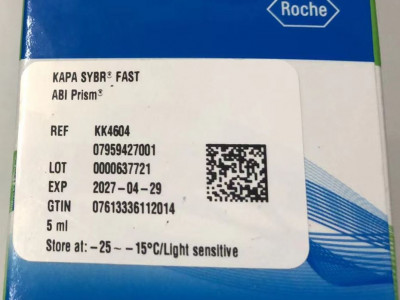 Roche
KAPA SYBR® FAST
ABI Prism®
REF KK4604
07959427001
LOT 0000637721
EXP 2027-04-29
GTIN 07613336112014
5 ml
Store at: -25 ~ -15°C/Light sensitive